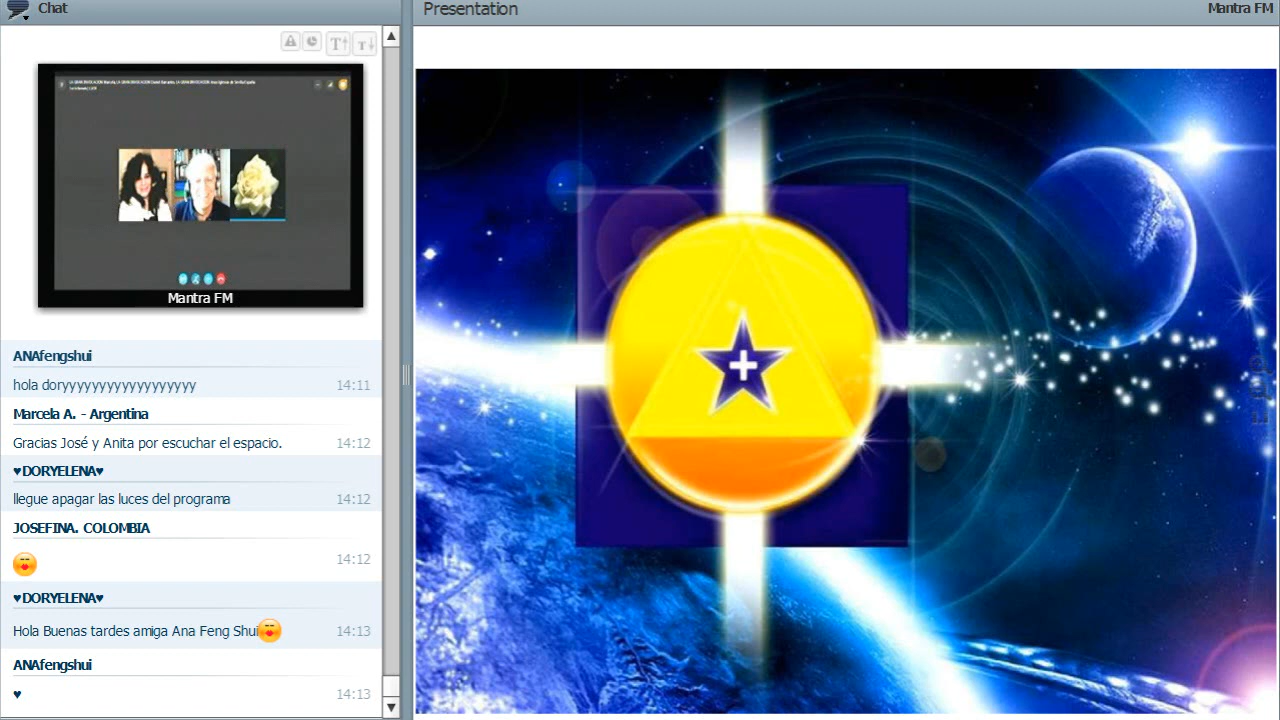 Chat
Presentation
Mantra FM
Mantra FM
ANAfengshui
hola doryyyyyyyyyyyyyyyyyy
14:11
Marcela A. - Argentina
Gracias José y Anita por escuchar el espacio.
14:12
♥DORYELENA♥
llegue apagar las luces del programa
14:12
JOSEFINA. COLOMBIA
14:12
♥DORYELENA♥
Hola Buenas tardes amiga Ana Feng Shui
14:13
ANAfengshui
♥
14:13